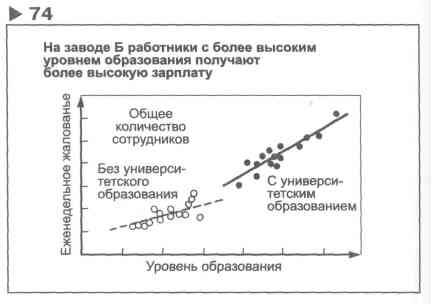 ▶ 74
На заводе Б работники с более высоким
уровнем образования получают
более высокую зарплату
Еженедельное жалованье
Общее
количество
сотрудников
Без универси-
тетского
образования
С универси-
тетским
образованием
Уровень образования